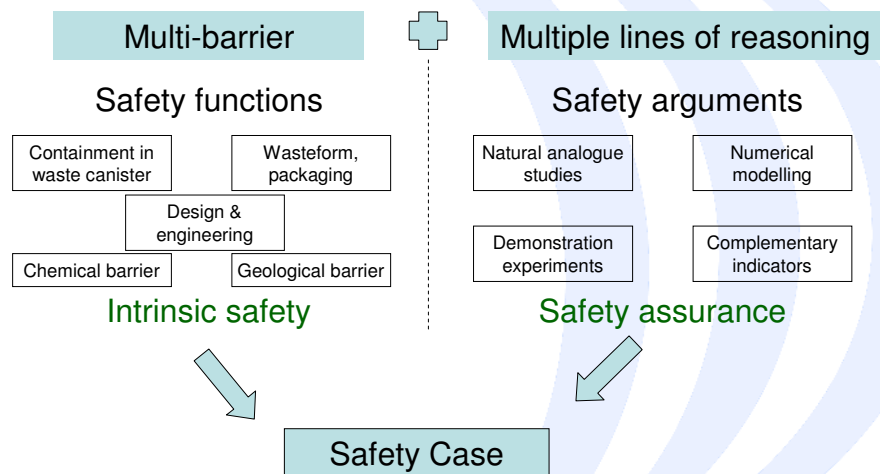 Multi-barrier
Multiple lines of reasoning
Safety functions
Containment in
waste canister
Wasteform,
packaging
Design &
engineering
Chemical barrier
Geological barrier
Intrinsic safety
Safety arguments
Natural analogue
studies
Numerical
modelling
Demonstration
experiments
Complementary
indicators
Safety assurance
Safety Case